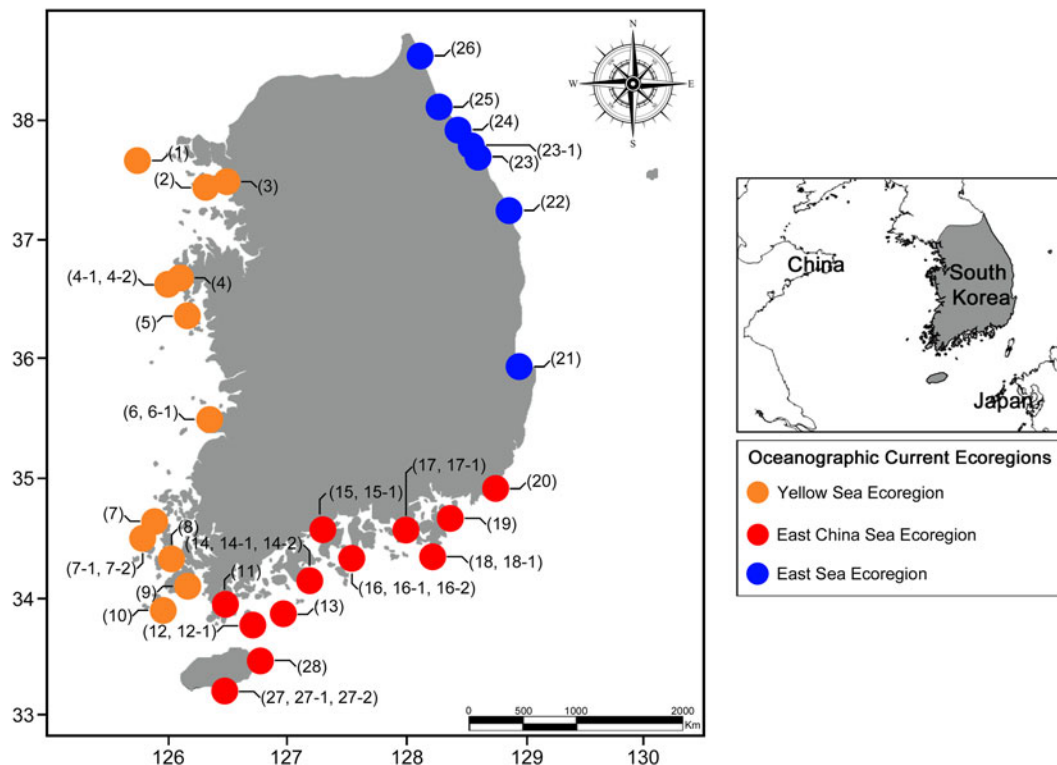 N
W
E
S
38
37
36
35
34
33
126
127
128
129
130
(26)
(25)
(24)
(23-1)
(23)
(22)
(21)
(1)
(2)
(3)
(4-1, 4-2)
(4)
(5)
(6, 6-1)
(17, 17-1)
(20)
(15, 15-1)
(7)
(8)
(19)
(14, 14-1, 14-2)
(7-1, 7-2)
(18, 18-1)
(9)
(11)
(16, 16-1, 16-2)
(10)
(13)
(12, 12-1)
(28)
(27, 27-1, 27-2)
0
500
1000
2000
Km
China
South
Korea
Japan
Oceanographic Current Ecoregions
Yellow Sea Ecoregion
East China Sea Ecoregion
East Sea Ecoregion